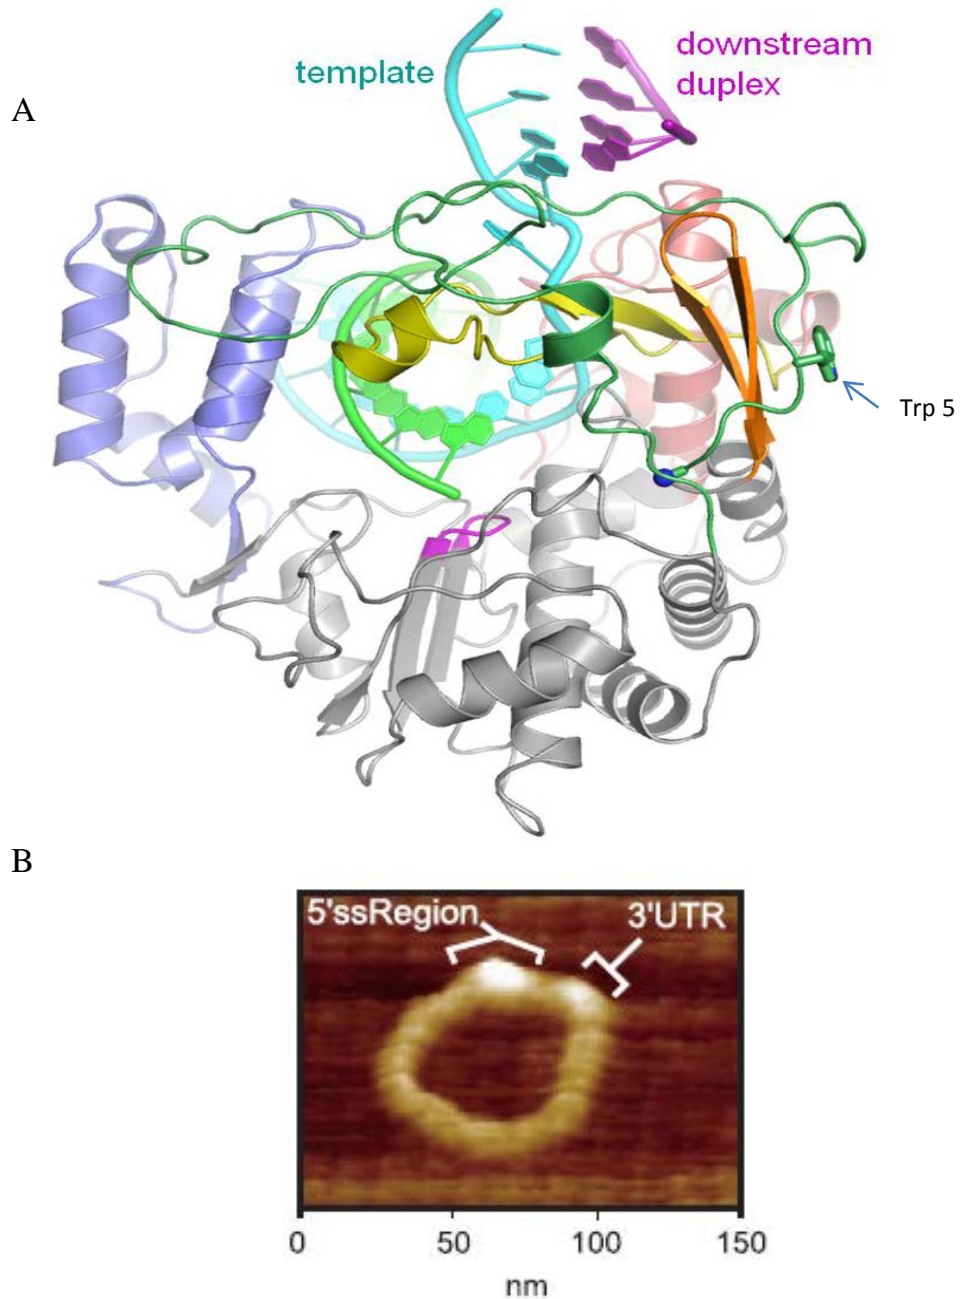 A
template
downstream
duplex
Trp 5
B
5'ssRegion
3'UTR
0 50 100 150
nm